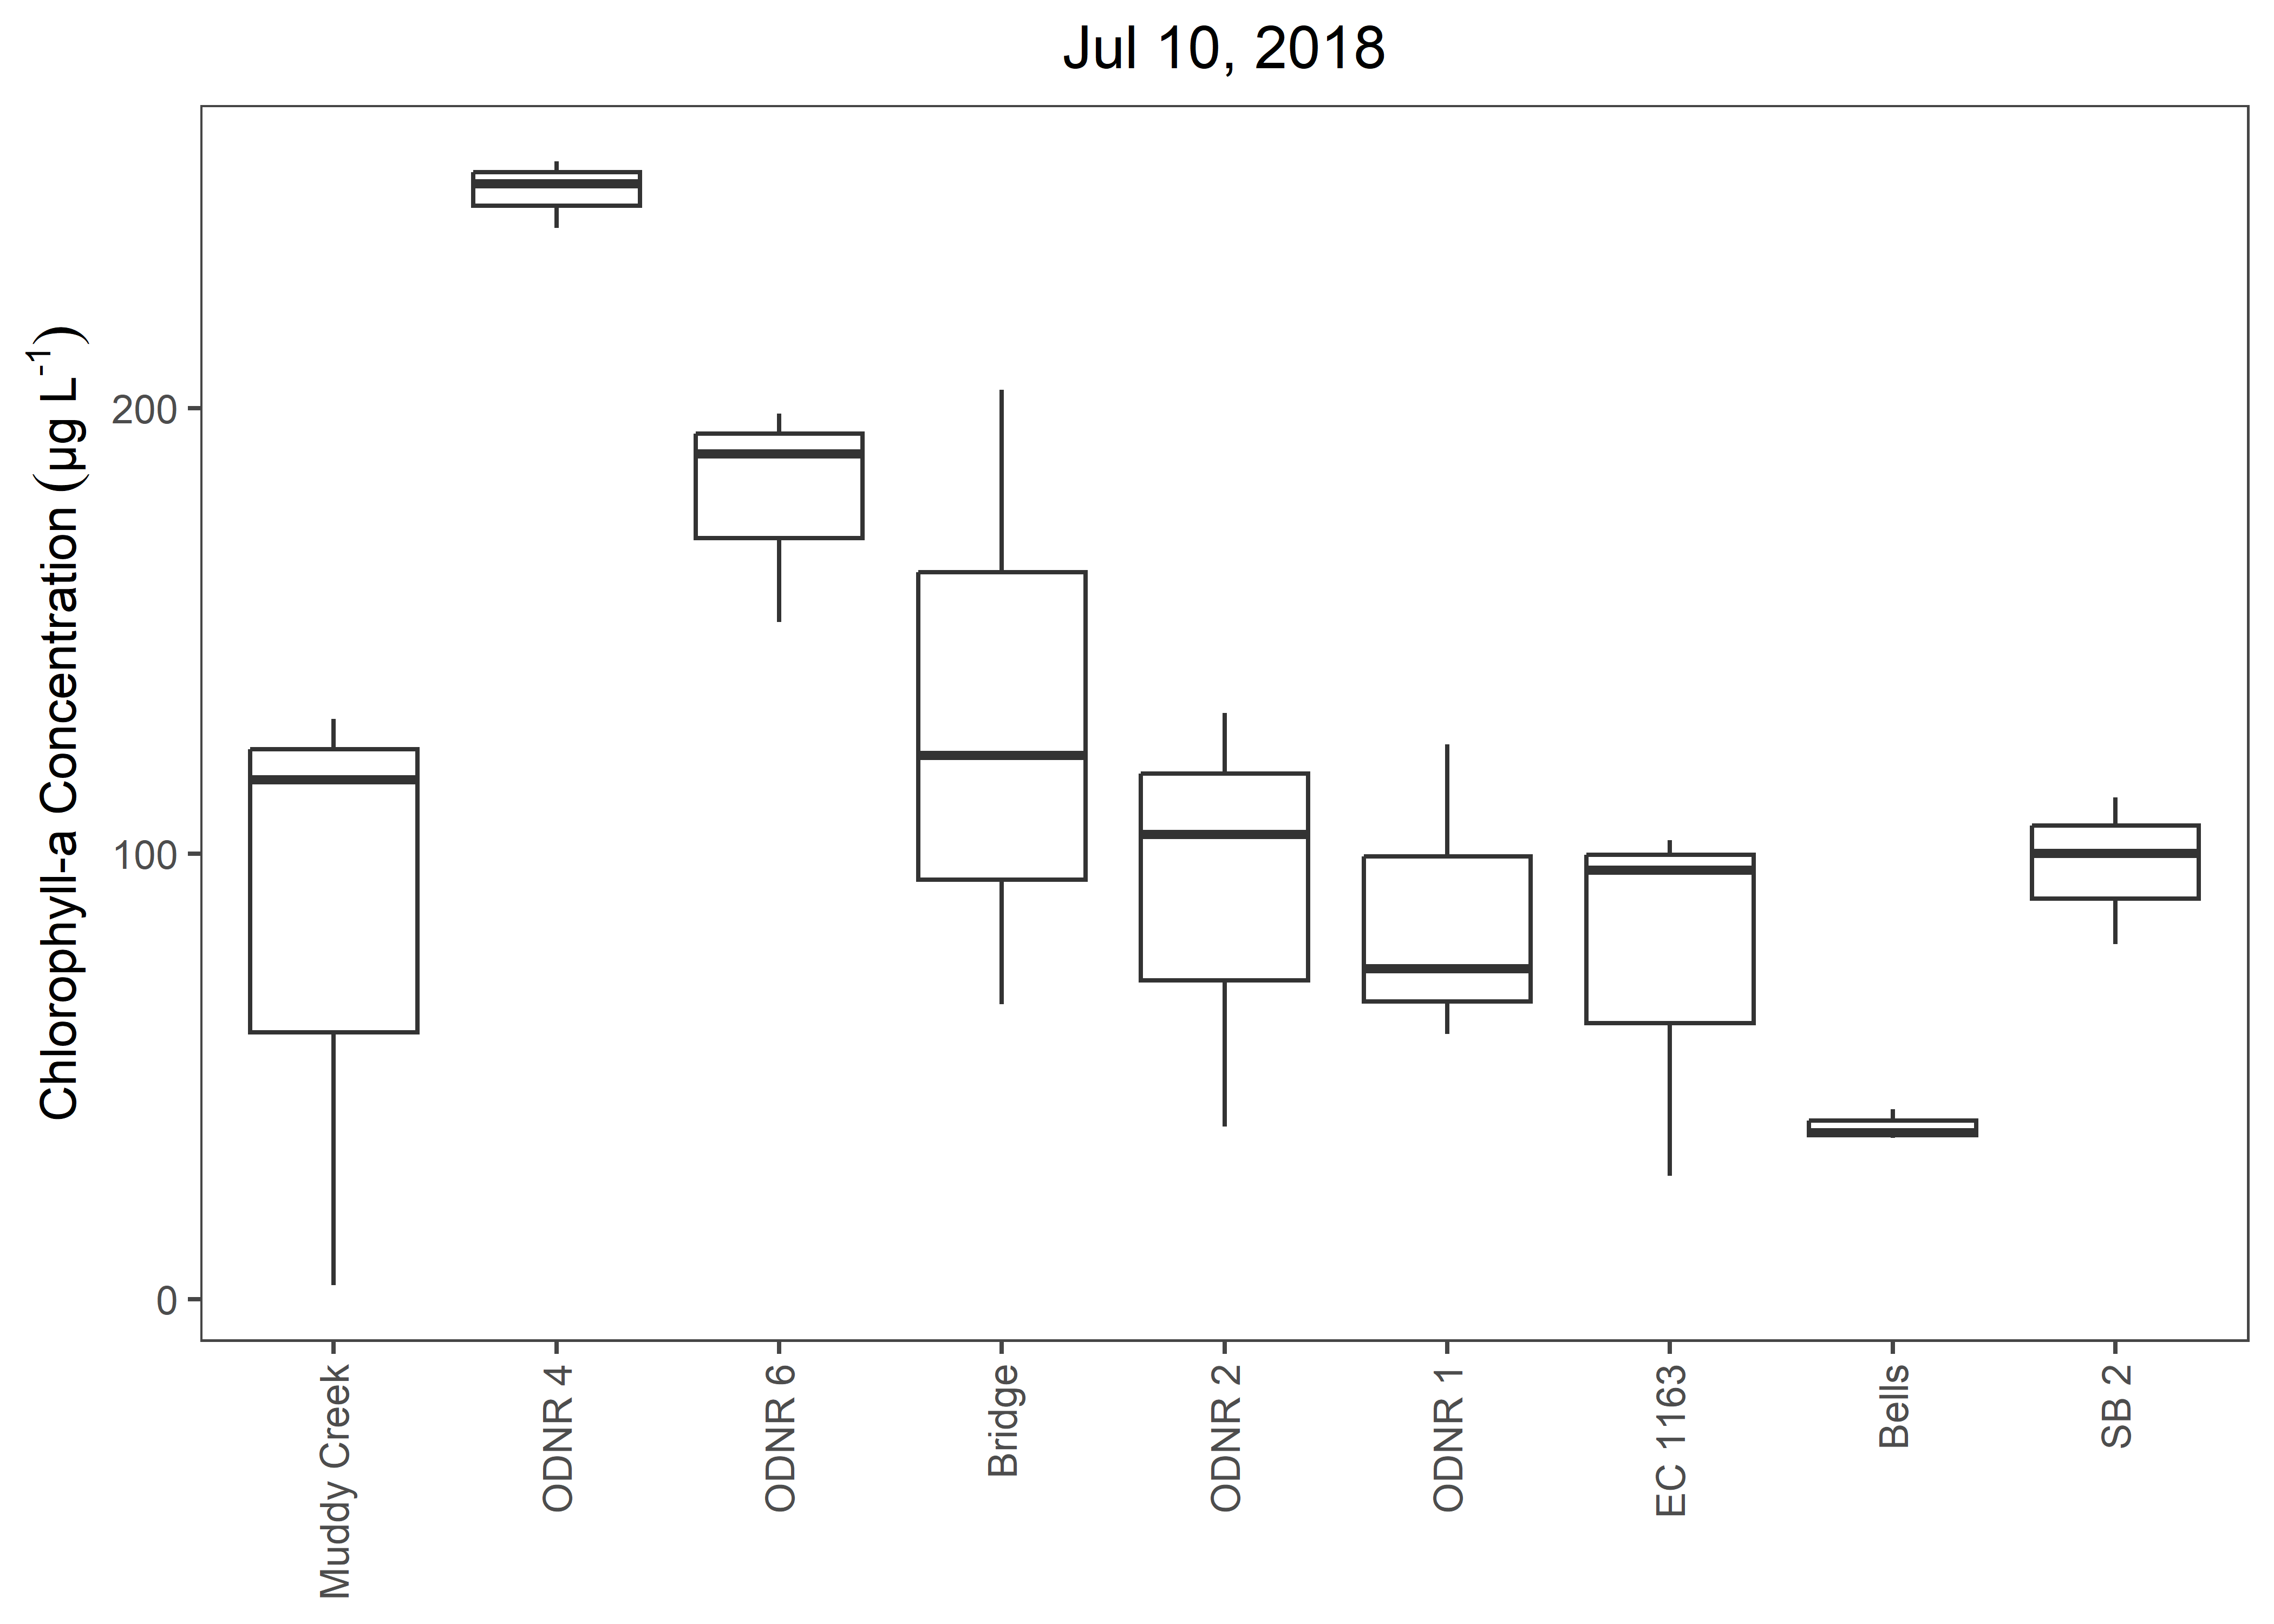 Jul 10, 2018
Chlorophyll-a Concentration (µg L⁻¹)
200
100
0
Muddy Creek
ODNR 4
ODNR 6
Bridge
ODNR 2
ODNR 1
EC 1163
Bells
SB 2